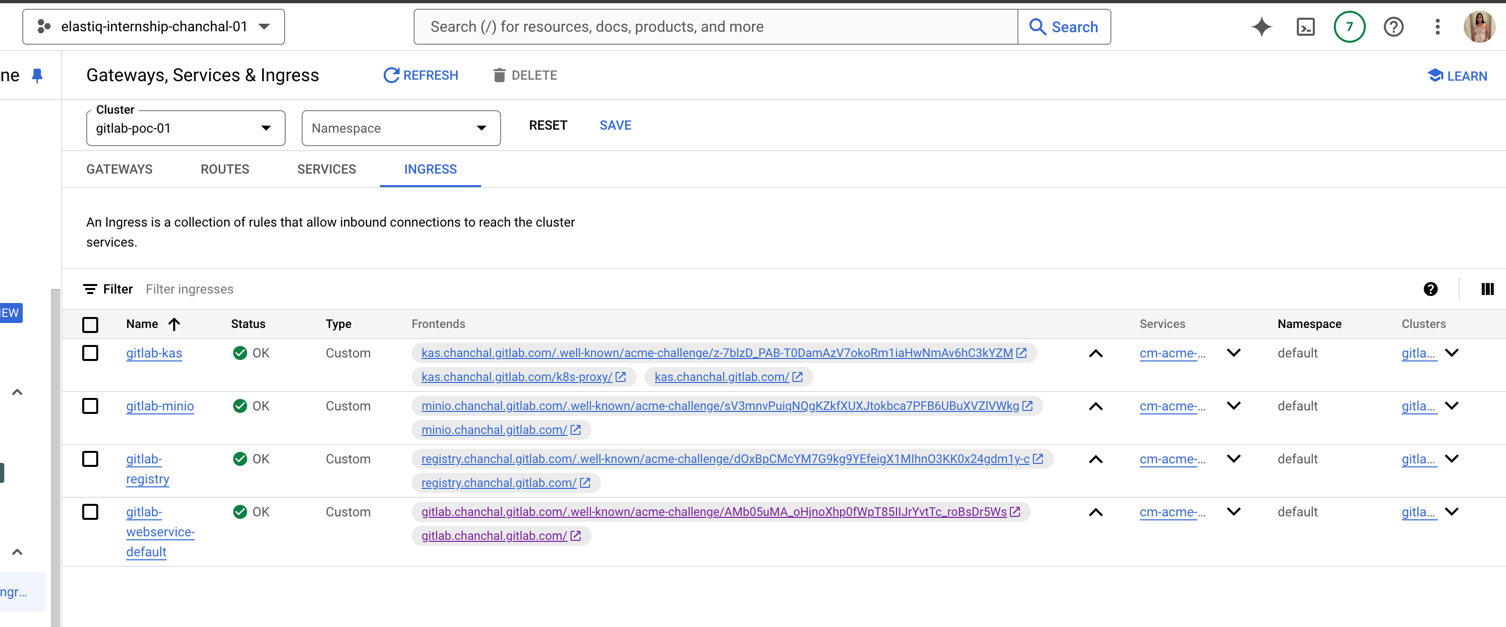 elastiq-internship-chanchal-01
Search (/) for resources, docs, products, and more
Search
7
ne
Gateways, Services & Ingress
REFRESH
DELETE
LEARN
Cluster
gitlab-poc-01
Namespace
RESET
SAVE
GATEWAYS
ROUTES
SERVICES
INGRESS
An Ingress is a collection of rules that allow inbound connections to reach the cluster
services.
Filter
Filter ingresses
EW
Name
Status
Type
Frontends
Services
Namespace
Clusters
gitlab-kas
OK
Custom
kas.chanchal.gitlab.com/.well-known/acme-challenge/z-7blzD_PAB-T0DamAzV7okoRm1iaHwNmAv6hC3kYZM
kas.chanchal.gitlab.com/k8s-proxy/
kas.chanchal.gitlab.com/
cm-acme-...
default
gitla...
gitlab-minio
OK
Custom
minio.chanchal.gitlab.com/.well-known/acme-challenge/sV3mnvPuiqNQgKZkfXUXJtokbca7PFB6UBuXVZlVWkg
minio.chanchal.gitlab.com/
cm-acme-...
default
gitla...
gitlab-
registry
OK
Custom
registry.chanchal.gitlab.com/.well-known/acme-challenge/dOxBpCMcYM7G9kg9YEfeigX1MIhnO3KK0x24gdm1y-c
registry.chanchal.gitlab.com/
cm-acme-...
default
gitla...
gitlab-
webservice-
default
OK
Custom
gitlab.chanchal.gitlab.com/.well-known/acme-challenge/AMb05uMA_oHjnoXhp0fWpT85IIJrYvtTc_roBsDr5Ws
gitlab.chanchal.gitlab.com/
cm-acme-...
default
gitla...
ngr...